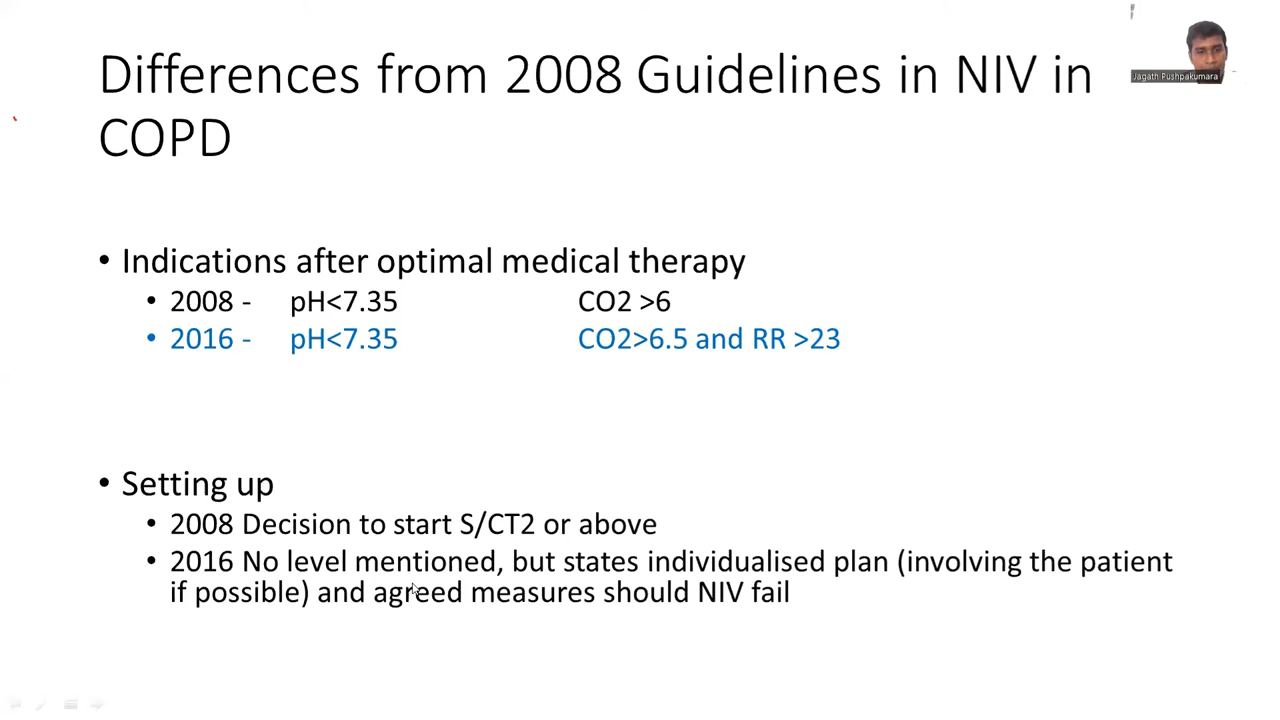 Differences from 2008 Guidelines in NIV in
COPD
Jagath Pushpakumara
• Indications after optimal medical therapy
• 2008 - pH<7.35 CO2 >6
• 2016 - pH<7.35 CO2>6.5 and RR >23
• Setting up
• 2008 Decision to start S/CT2 or above
• 2016 No level mentioned, but states individualised plan (involving the patient
if possible) and agreed measures should NIV fail